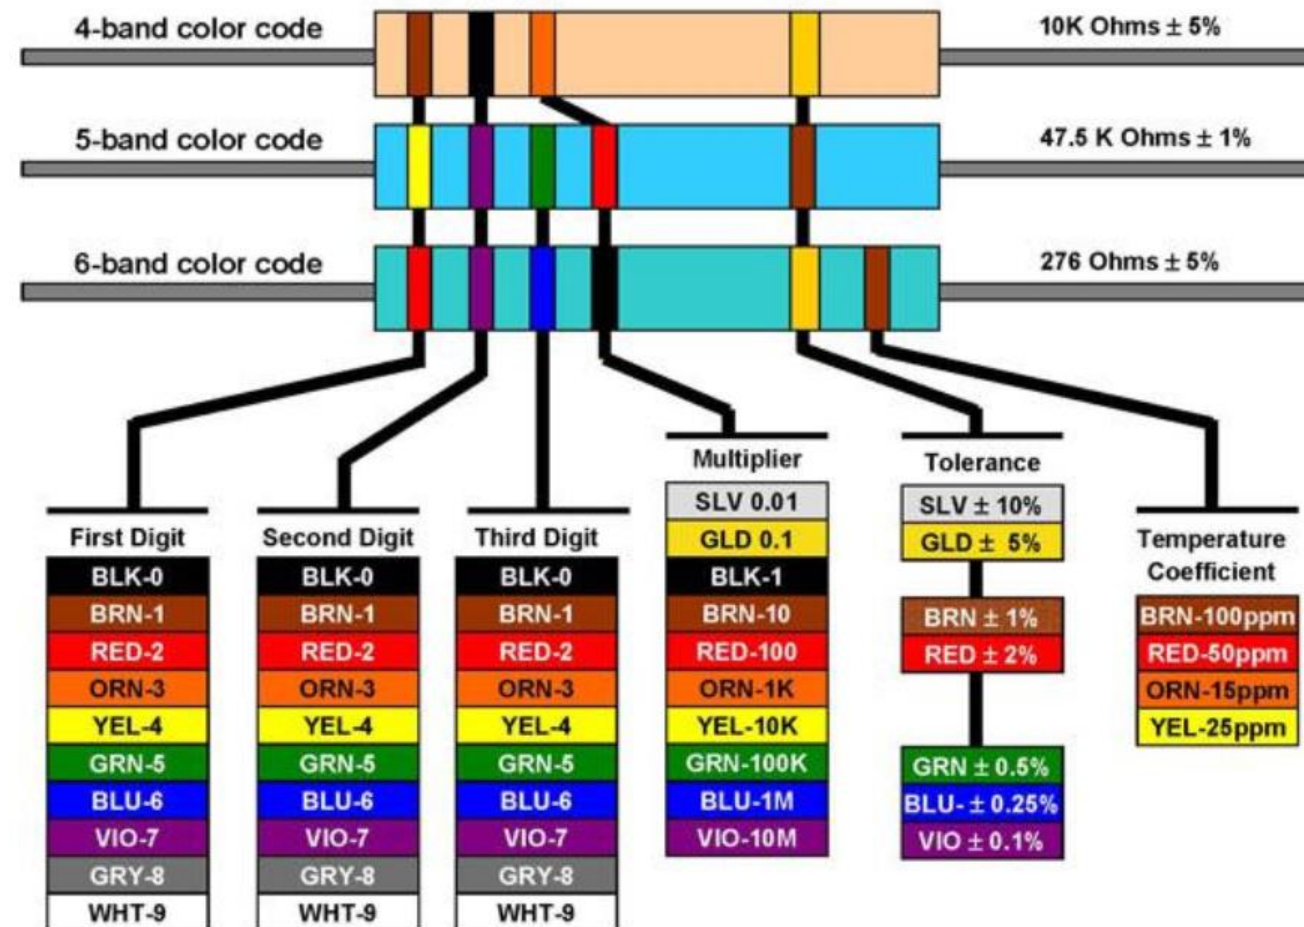 4-band color code
10K Ohms ± 5%
5-band color code
47.5 K Ohms ± 1%
6-band color code
276 Ohms ± 5%
First Digit
BLK-0
BRN-1
RED-2
ORN-3
YEL-4
GRN-5
BLU-6
VIO-7
GRY-8
WHT-9
Second Digit
BLK-0
BRN-1
RED-2
ORN-3
YEL-4
GRN-5
BLU-6
VIO-7
GRY-8
WHT-9
Third Digit
BLK-0
BRN-1
RED-2
ORN-3
YEL-4
GRN-5
BLU-6
VIO-7
GRY-8
WHT-9
Multiplier
SLV 0.01
GLD 0.1
BLK-1
BRN-10
RED-100
ORN-1K
YEL-10K
GRN-100K
BLU-1M
VIO-10M
Tolerance
SLV ± 10%
GLD ± 5%
BRN ± 1%
RED ± 2%
GRN ± 0.5%
BLU- ± 0.25%
VIO ± 0.1%
Temperature
Coefficient
BRN-100ppm
RED-50ppm
ORN-15ppm
YEL-25ppm